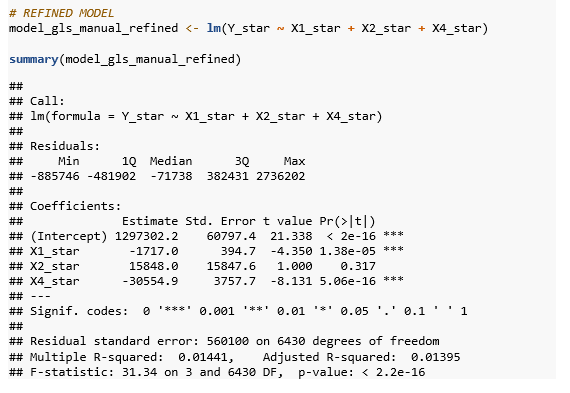 # REFINED MODEL
model_gls_manual_refined <- lm(Y_star ~ X1_star + X2_star + X4_star)
summary(model_gls_manual_refined)
##
## Call:
## lm(formula = Y_star ~ X1_star + X2_star + X4_star)
##
## Residuals:
##     Min      1Q  Median      3Q     Max
## -885746 -481902  -71738  382431 2736202
##
## Coefficients:
##              Estimate Std. Error t value Pr(>|t|)
## (Intercept) 1297302.2    60797.4  21.338  < 2e-16 ***
## X1_star       -1717.0      394.7  -4.350 1.38e-05 ***
## X2_star       15848.0    15847.6   1.000    0.317
## X4_star      -30554.9     3757.7  -8.131 5.06e-16 ***
## ---
## Signif. codes:  0 '***' 0.001 '**' 0.01 '*' 0.05 '.' 0.1 ' ' 1
##
## Residual standard error: 560100 on 6430 degrees of freedom
## Multiple R-squared:  0.01441,    Adjusted R-squared:  0.01395
## F-statistic: 31.34 on 3 and 6430 DF,  p-value: < 2.2e-16